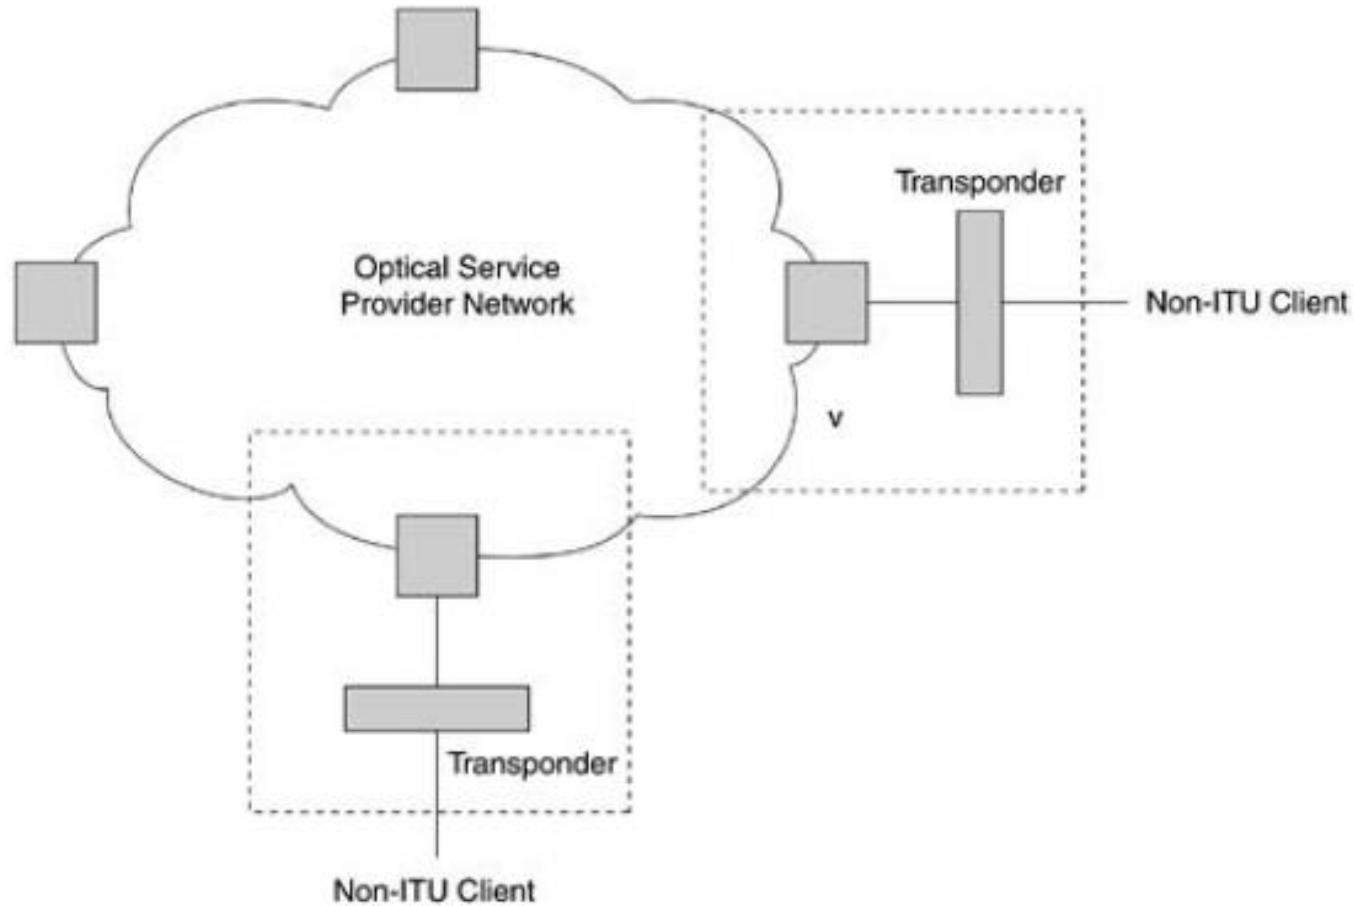 Transponder
Optical Service
Provider Network
Non-ITU Client
v
Transponder
Non-ITU Client